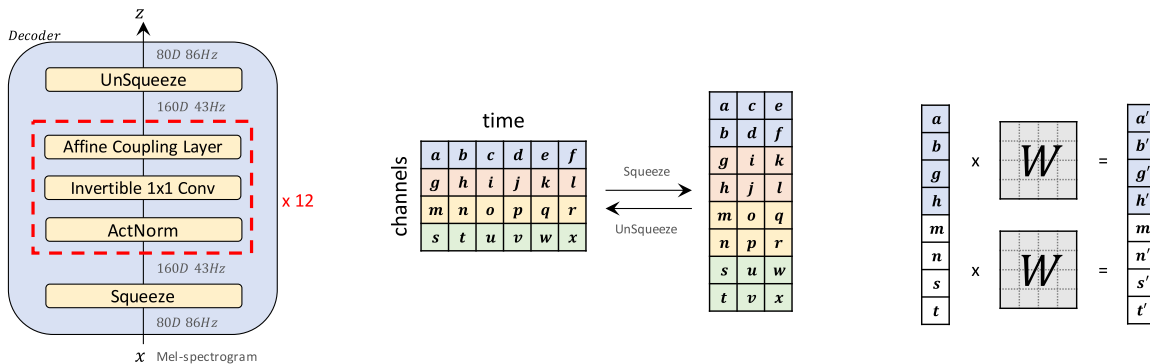 z
Decoder
80D 86Hz
UnSqueeze
160D 43Hz
Affine Coupling Layer
Invertible 1x1 Conv
x 12
ActNorm
160D 43Hz
Squeeze
80D 86Hz
x Mel-spectrogram
time
channels
a b c d e f
g h i j k l
m n o p q r
s t u v w x
Squeeze
UnSqueeze
a c e
b d f
g i k
h j l
m o q
n p r
s u w
t v x
a
b
g
h
m
n
s
t
x W =
x W =
a'
b'
g'
h'
m
n'
s'
t'